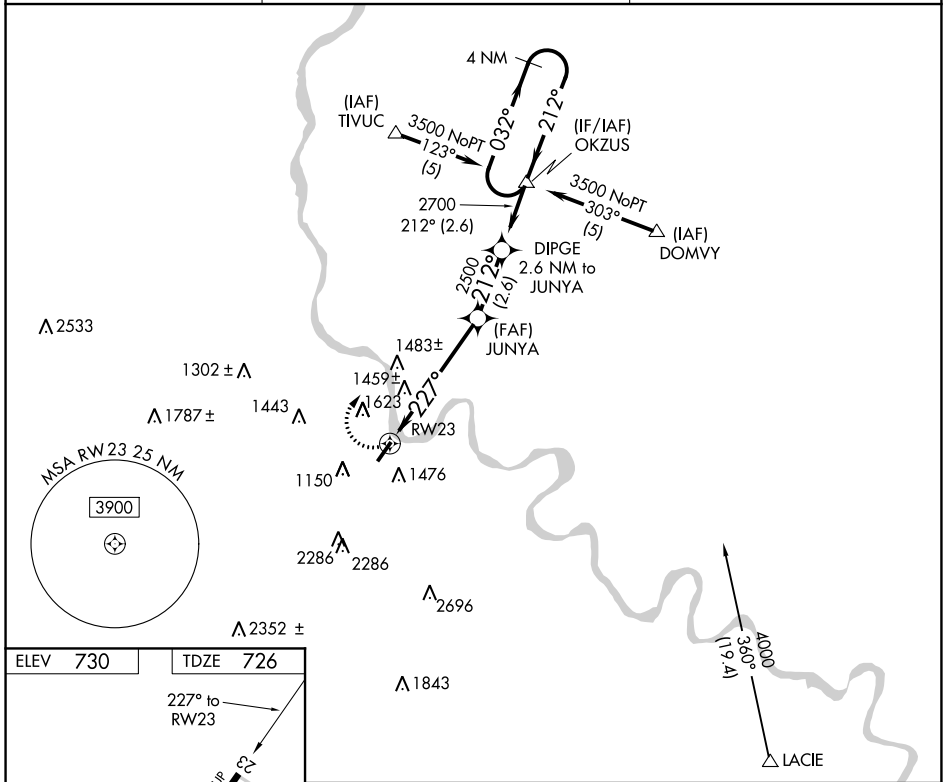 4 NM
032°
212°
(IAF)
TIVUC
3500 NoPT
123°
(5)
(IF/IAF)
OKZUS
3500 NoPT
303°
(5)
(IAF)
DOMVY
2700
212° (2.6)
DIPGE
2.6 NM to
JUNYA
2500
212°
(2.6)
(FAF)
JUNYA
2533
1302 ±
1483±
1459±
1787 ±
1443
1623
227°
RW23
MSA RW23 25 NM
3900
1150
1476
2286
2286
2696
2352 ±
1843
4000
360°
(19.4)
LACIE
ELEV 730
TDZE 726
227° to
RW23
23
UP